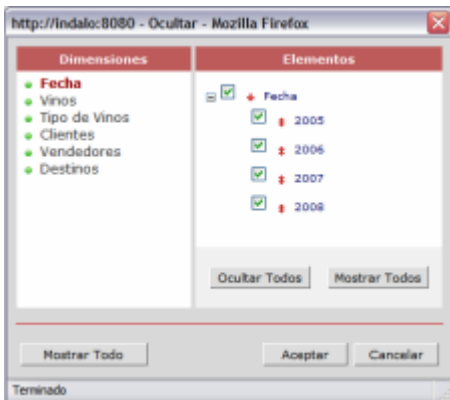 http://indalo:8080 - Ocultar - Mozilla Firefox
Dimensiones
Elementos
Fecha
Vinos
Tipo de Vinos
Clientes
Vendedores
Destinos
Fecha
2005
2006
2007
2008
Ocultar Todos
Mostrar Todos
Mostrar Todo
Aceptar
Cancelar
Terminado